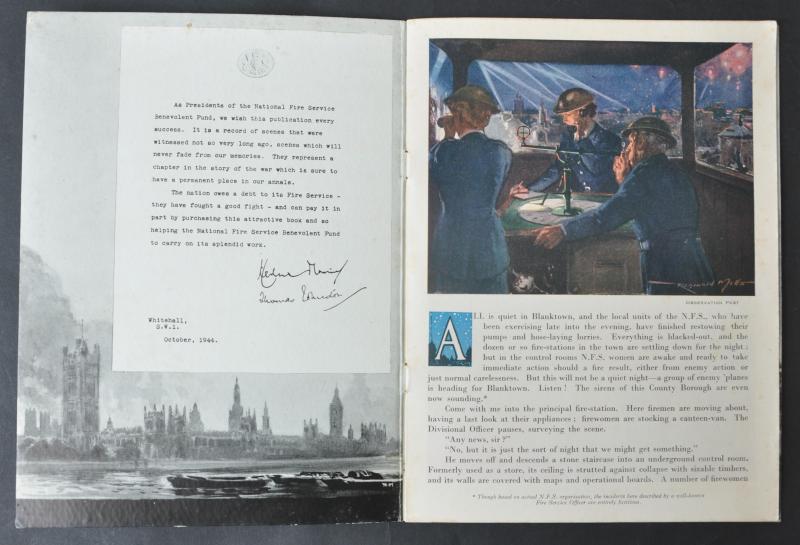 As Presidents of the National Fire Service
Benevolent Fund, we wish this publication every
success. It is a record of scenes that were
witnessed not so very long ago, scenes which will
never fade from our memories. They represent a
chapter in the story of the war which is sure to
have a permanent place in our annals.
The nation owes a debt to its Fire Service -
they have fought a good fight - and can pay it in
part by purchasing this attractive book and so
helping the National Fire Service Benevolent Fund
to carry on its splendid work.
Whitehall,
S.W.1.
October, 1944.
OBSERVATION POST
ALL is quiet in Blanktown, and the local units of the N.F.S., who have
been exercising late into the evening, have finished restowing their
pumps and hose-laying lorries. Everything is blacked-out, and the
dozen or so fire-stations in the town are settling down for the night:
but in the control rooms N.F.S. women are awake and ready to take
immediate action should a fire result, either from enemy action or
just normal carelessness. But this will not be a quiet night—a group of enemy 'planes
is heading for Blanktown. Listen! The sirens of this County Borough are even
now sounding.*
Come with me into the principal fire-station. Here firemen are moving about,
having a last look at their appliances: firewomen are stocking a canteen-van. The
Divisional Officer pauses, surveying the scene.
"Any news, sir?"
"No, but it is just the sort of night that we might get something."
He moves off and descends a stone staircase into an underground control room.
Formerly used as a store, its ceiling is strutted against collapse with sizable timbers,
and its walls are covered with maps and operational boards. A number of firewomen
* Though based on actual N.F.S. organisation, the incidents here described by a well-known
Fire Service Officer are entirely fictitious.